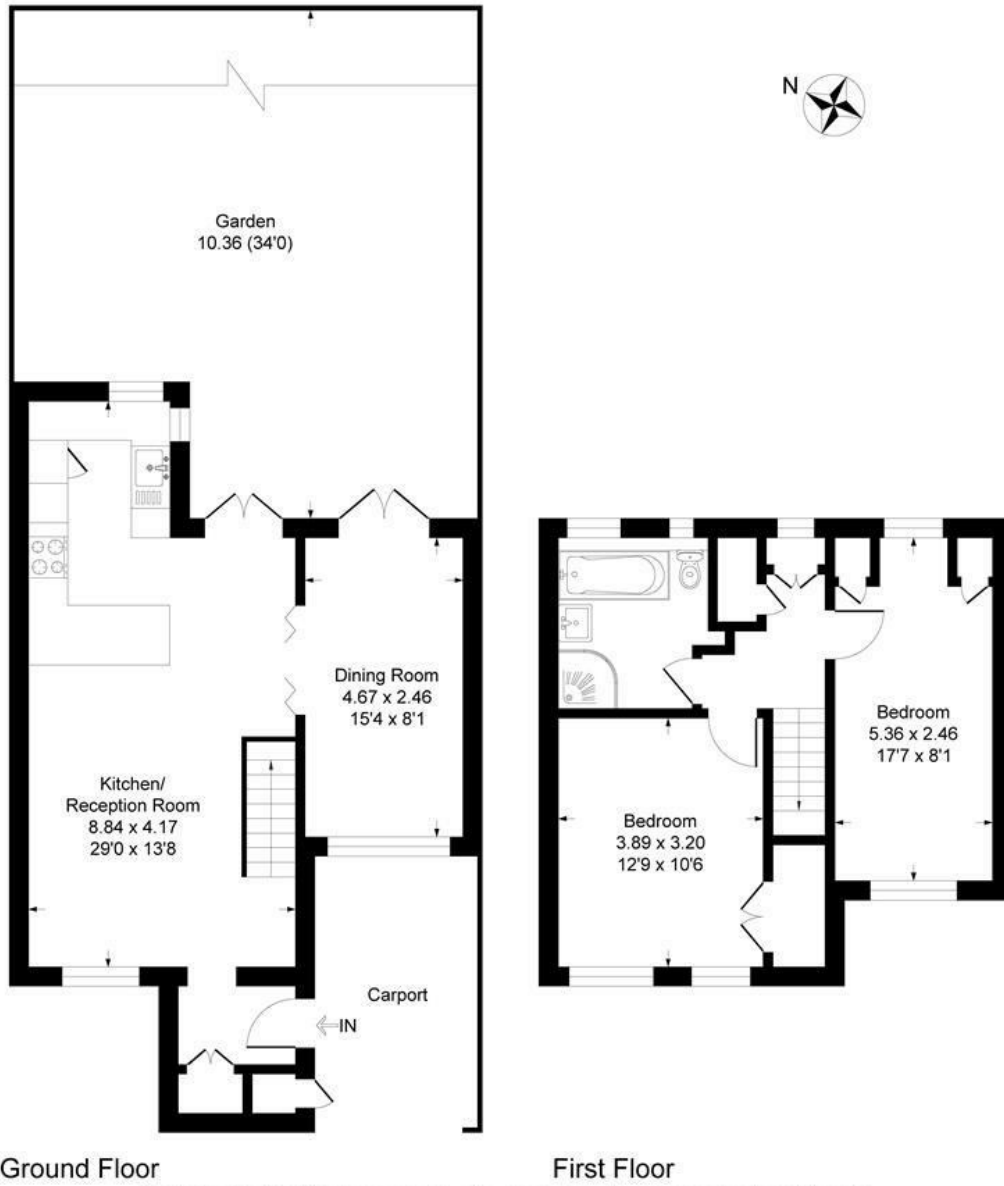 N
Garden
10.36 (34'0)
Dining Room
4.67 x 2.46
15'4 x 8'1
Kitchen/
Reception Room
8.84 x 4.17
29'0 x 13'8
Carport
IN
Bedroom
5.36 x 2.46
17'7 x 8'1
Bedroom
3.89 x 3.20
12'9 x 10'6
Ground Floor
First Floor